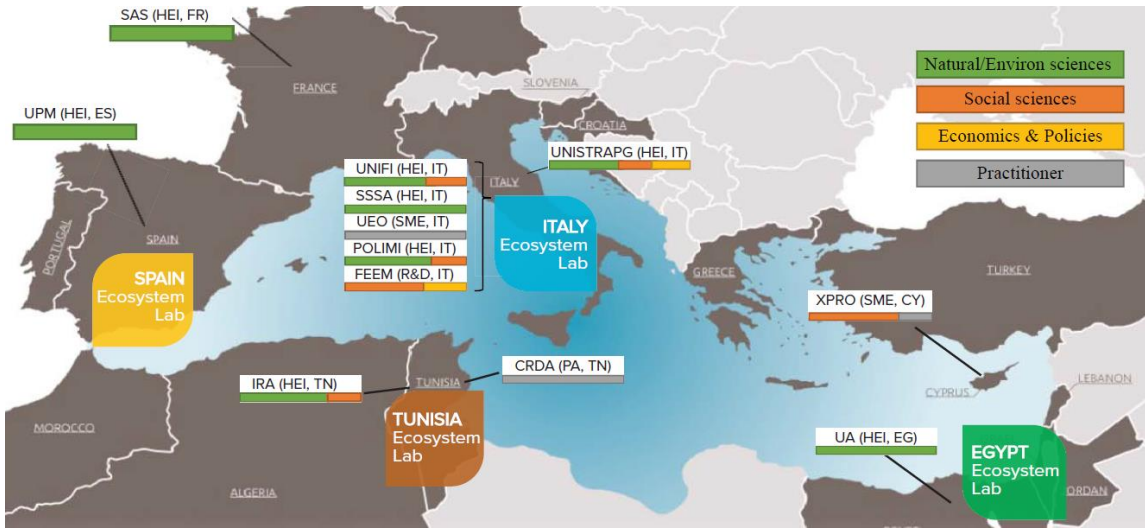 SAS (HEI, FR)
Natural/Environ sciences
Social sciences
Economics & Policies
Practitioner
FRANCE
SLOVENIA
UPM (HEI, ES)
CROATIA
UNISTRAPG (HEI, IT)
UNIFI (HEI, IT)
ITALY
SSSA (HEI, IT)
UEO (SME, IT)
POLIMI (HEI, IT)
FEEM (R&D, IT)
ITALY
Ecosystem
Lab
PORTUGAL
SPAIN
SPAIN
Ecosystem
Lab
GREECE
TURKEY
XPRO (SME, CY)
CRDA (PA, TN)
IRA (HEI, TN)
TUNISIA
TUNISIA
Ecosystem
Lab
CYPRUS
LEBANON
MOROCCO
ALGERIA
UA (HEI, EG)
EGYPT
Ecosystem
Lab
ORDAN